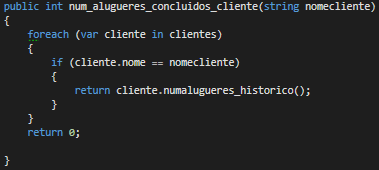 public int num_alugueres_concluidos_cliente(string nomecliente)
{
    foreach (var cliente in clientes)
    {
        if (cliente.nome == nomecliente)
        {
            return cliente.numalugueres_historico();
        }
    }
    return 0;
}